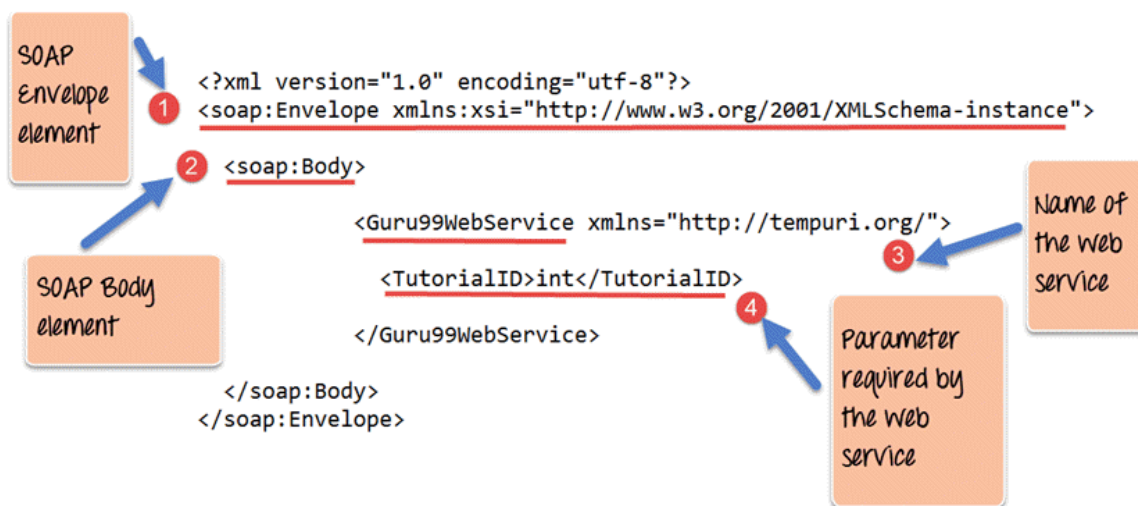 SOAP
Envelope
element
1
<?xml version="1.0" encoding="utf-8"?>
<soap:Envelope xmlns:xsi="http://www.w3.org/2001/XMLSchema-instance">
2
<soap:Body>
<Guru99WebService xmlns="http://tempuri.org/">
3
Name of
the web
service
SOAP Body
element
<TutorialID>int</TutorialID>
4
Parameter
required by
the web
service
</Guru99WebService>
</soap:Body>
</soap:Envelope>